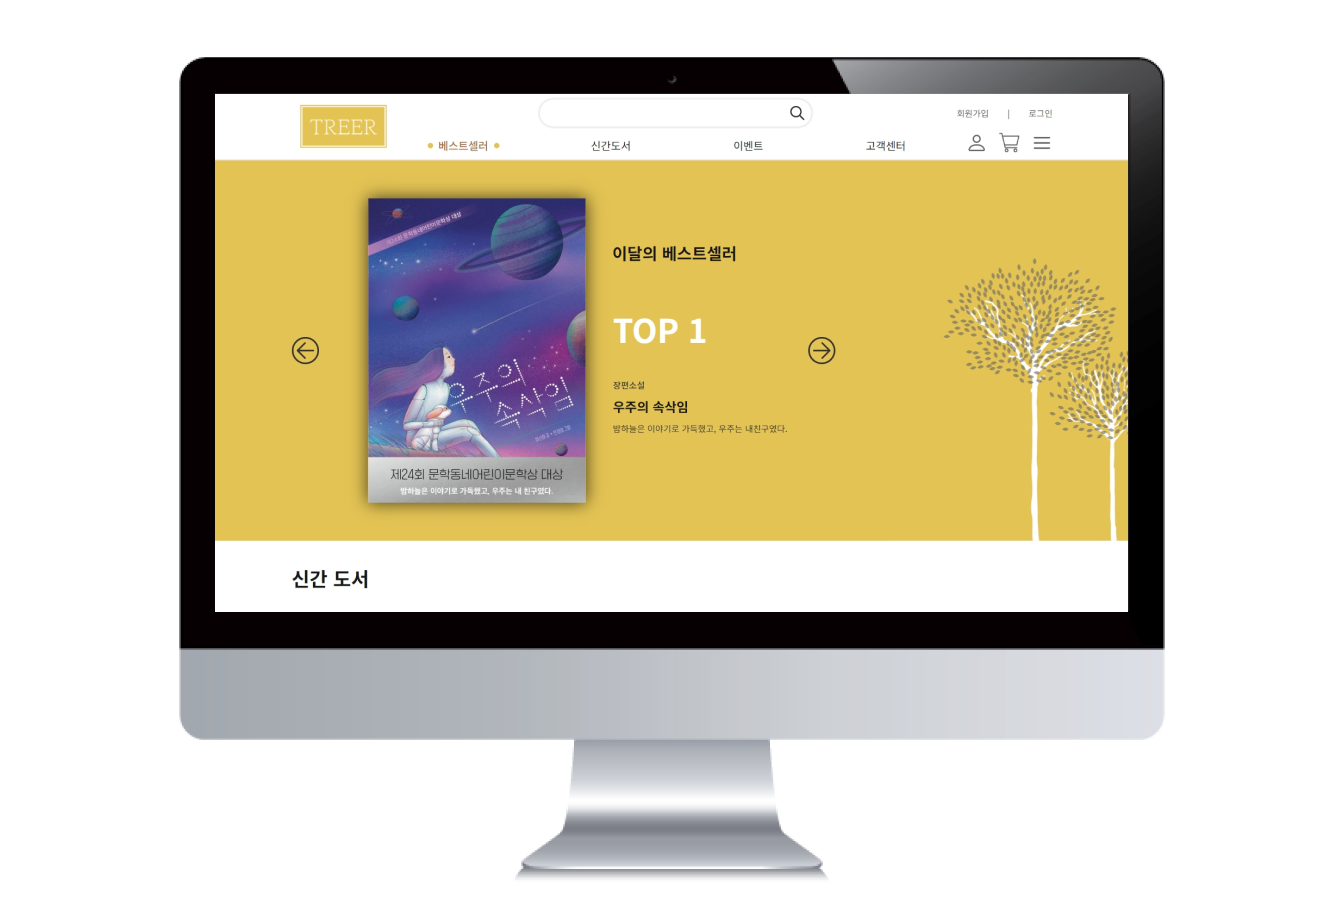 TREER
회원가입 | 로그인
베스트셀러 신간도서 이벤트 고객센터
제24회 문학동네어린이문학상 대상
우주의
속삭임
제24회 문학동네어린이문학상 대상
밤하늘은 이야기로 가득했고, 우주는 내 친구였다.
이달의 베스트셀러
TOP 1
장편소설
우주의 속삭임
밤하늘은 이야기로 가득했고, 우주는 내친구였다.
신간 도서